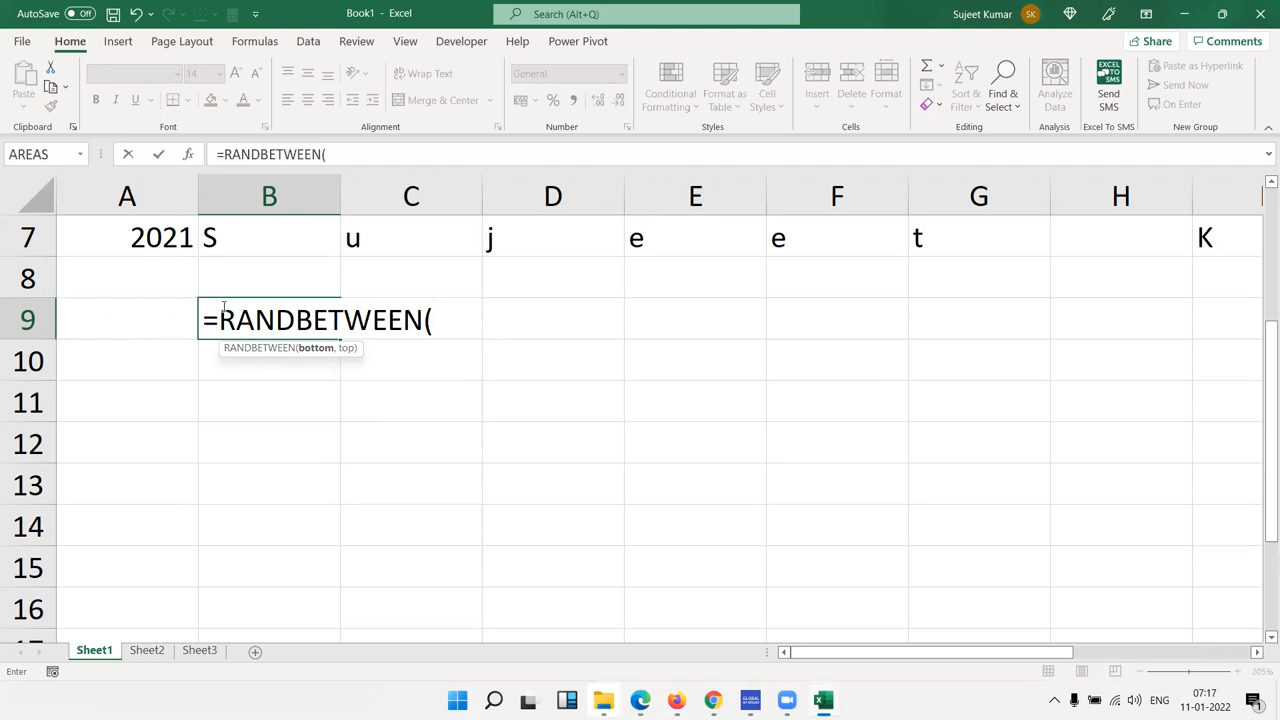 AutoSave Off Book1 - Excel Search (Alt+Q) Sujeet Kumar SK
File Home Insert Page Layout Formulas Data Review View Developer Help Power Pivot Share Comments
Paste 14 Wrap Text General Conditional Formatting Format as Table Cell Styles Insert Delete Format Sort & Filter Find & Select Analyze Data Send SMS Paste as Hyperlink
B I U Merge & Center Send Now
On Enter
Clipboard Font Alignment Number Styles Cells Editing Analysis Excel To SMS New Group
AREAS fx =RANDBETWEEN(
A B C D E F G H
7 2021 S u j e e t K
8
9 =RANDBETWEEN(
RANDBETWEEN(bottom, top)
10
11
12
13
14
15
16
Sheet1 Sheet2 Sheet3
Enter 205%
ENG 07:17
11-01-2022